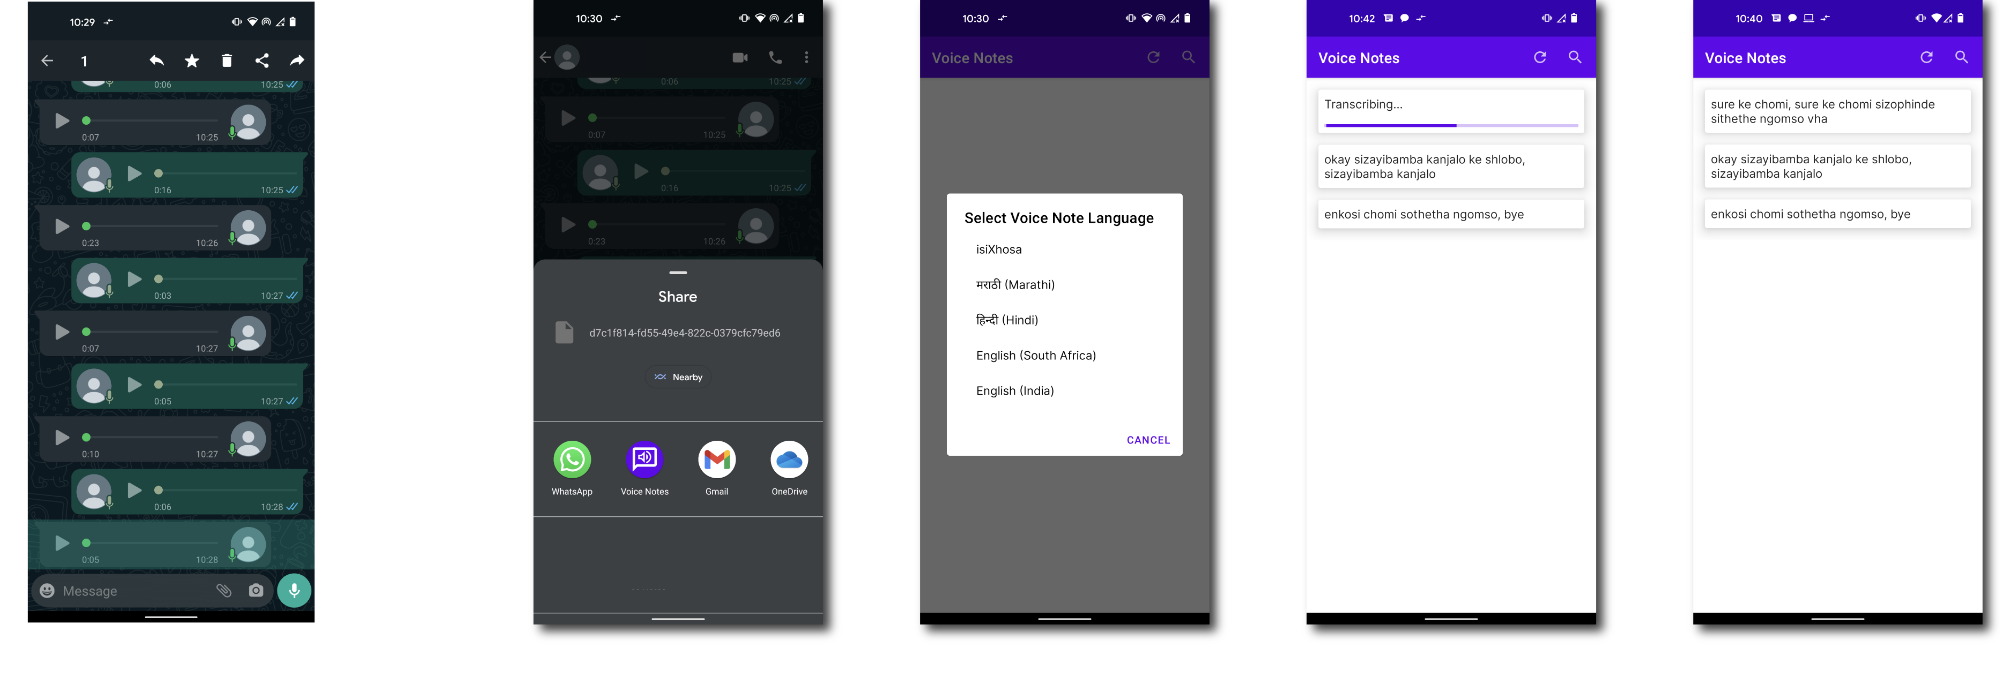 10:29
1
0:06 10:25
0:07 10:25
0:16 10:25
0:23 10:26
0:03 10:27
0:07 10:27
0:05 10:27
0:10 10:27
0:06 10:28
0:05 10:28
Message
10:30
0:06 10:25
0:07 10:25
0:16 10:25
0:23 10:26
Share
d7c1f814-fd55-49e4-822c-0379cfc79ed6
Nearby
WhatsApp Voice Notes Gmail OneDrive
10:30
Voice Notes
Select Voice Note Language
isiXhosa
मराठी (Marathi)
हिन्दी (Hindi)
English (South Africa)
English (India)
CANCEL
10:42
Voice Notes
Transcribing...
okay sizayibamba kanjalo ke shlobo,
sizayibamba kanjalo
enkosi chomi sothetha ngomso, bye
10:40
Voice Notes
sure ke chomi, sure ke chomi sizophinde
sithethe ngomso vha
okay sizayibamba kanjalo ke shlobo,
sizayibamba kanjalo
enkosi chomi sothetha ngomso, bye